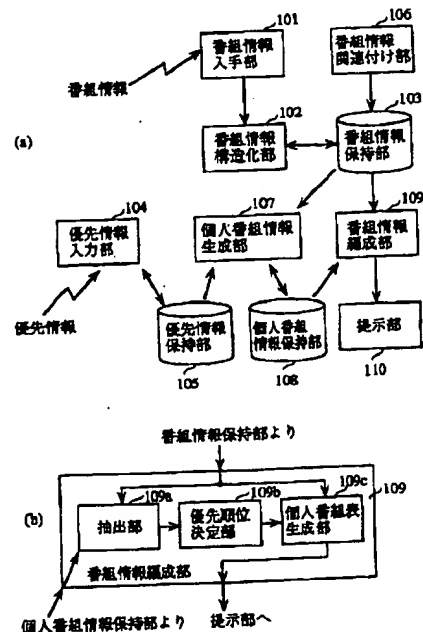 101
番組情報
入手部
106
番組情報
関連付け部
番組情報
(a)
102
番組情報
構造化部
103
番組情報
保持部
104
優先情報
入力部
107
個人番組情報
生成部
109
番組情報
編成部
優先情報
優先情報
保持部
105
個人番組
情報保持部
108
提示部
110
番組情報保持部より
(b)
109a
抽出部
109b
優先順位
決定部
109c
個人番組表
生成部
109
番組情報編成部
個人番組情報保持部より
提示部へ